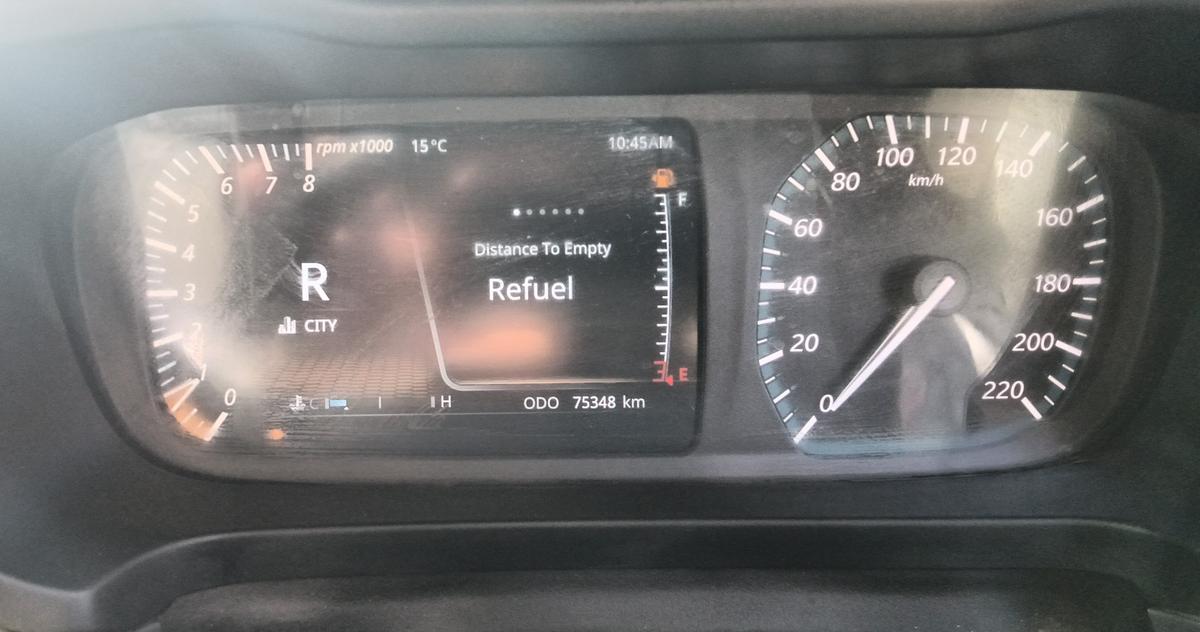 rpm x1000 15 °C 10:45AM
6 7 8
5
4
3
2
1
0
R
CITY
Distance To Empty
Refuel
F
E
C H
ODO 75348 km
0 20 40 60 80 100 120 140 160 180 200 220
km/h